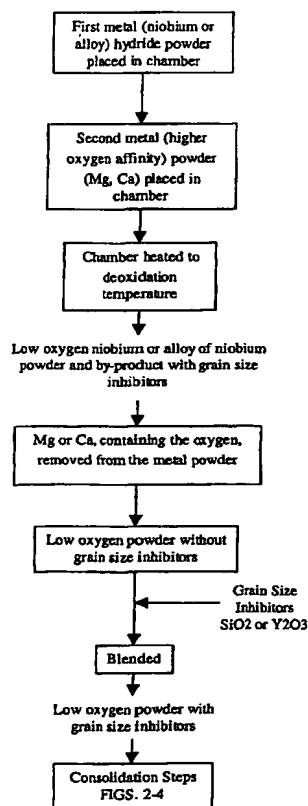 First metal (niobium or
alloy) hydride powder
placed in chamber
Second metal (higher
oxygen affinity) powder
(Mg, Ca) placed in
chamber
Chamber heated to
deoxidation
temperature
Low oxygen niobium or alloy of niobium
powder and by-product with grain size
inhibitors
Mg or Ca, containing the oxygen,
removed from the metal powder
Low oxygen powder without
grain size inhibitors
Grain Size
Inhibitors
SiO2 or Y2O3
Blended
Low oxygen powder with
grain size inhibitors
Consolidation Steps
FIGS. 2-4